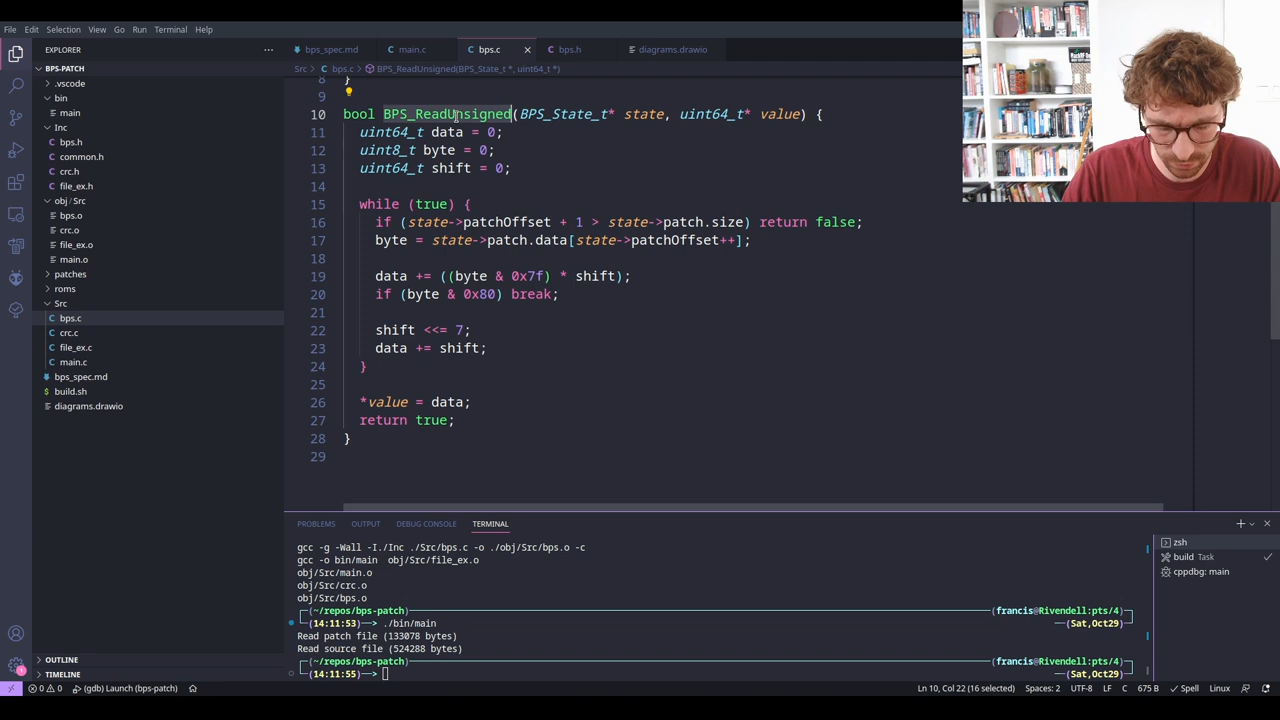 File Edit Selection View Go Run Terminal Help
EXPLORER ···
BPS-PATCH
.vscode
bin
main
Inc
C bps.h
C common.h
C crc.h
C file_ex.h
obj / Src
bps.o
crc.o
file_ex.o
main.o
patches
roms
Src
C bps.c
C crc.c
C file_ex.c
C main.c
bps_spec.md
$ build.sh
diagrams.drawio
OUTLINE
TIMELINE
bps_spec.md C main.c C bps.c C bps.h diagrams.drawio
Src C bps.c BPS_ReadUnsigned(BPS_State_t *, uint64_t *)
8 }
9
10 bool BPS_ReadUnsigned(BPS_State_t* state, uint64_t* value) {
11 uint64_t data = 0;
12 uint8_t byte = 0;
13 uint64_t shift = 0;
14
15 while (true) {
16 if (state->patchOffset + 1 > state->patch.size) return false;
17 byte = state->patch.data[state->patchOffset++];
18
19 data += ((byte & 0x7f) * shift);
20 if (byte & 0x80) break;
21
22 shift <<= 7;
23 data += shift;
24 }
25
26 *value = data;
27 return true;
28 }
29
PROBLEMS OUTPUT DEBUG CONSOLE TERMINAL
gcc -g -Wall -I./Inc ./Src/bps.c -o ./obj/Src/bps.o -c
gcc -o bin/main obj/Src/file_ex.o
obj/Src/main.o
obj/Src/crc.o
obj/Src/bps.o
(~/repos/bps-patch) (francis@Rivendell:pts/4)
(14:11:53)—> ./bin/main (Sat,Oct29)
Read patch file (133078 bytes)
Read source file (524288 bytes)
(~/repos/bps-patch) (francis@Rivendell:pts/4)
(14:11:55)—> (Sat,Oct29)
zsh
build Task
cppdbg: main
0 0 (gdb) Launch (bps-patch) Ln 10, Col 22 (16 selected) Spaces: 2 UTF-8 LF C 675 B Spell Linux